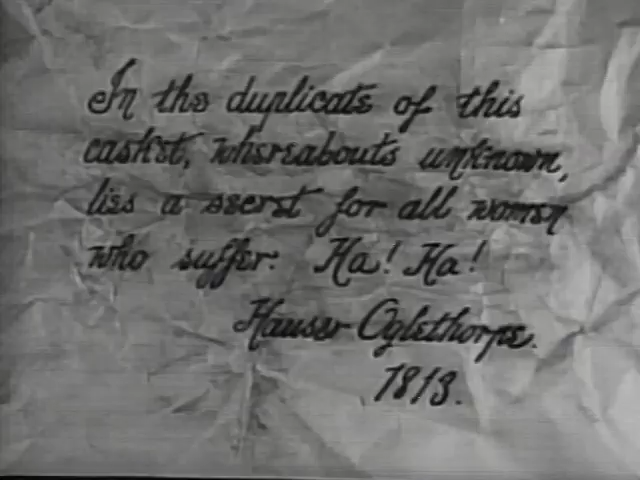 In the duplicate of this
casket, whereabouts unknown,
lies a secret for all women
who suffer. Ha! Ha!
Hauser Oglethorpe.
1813.